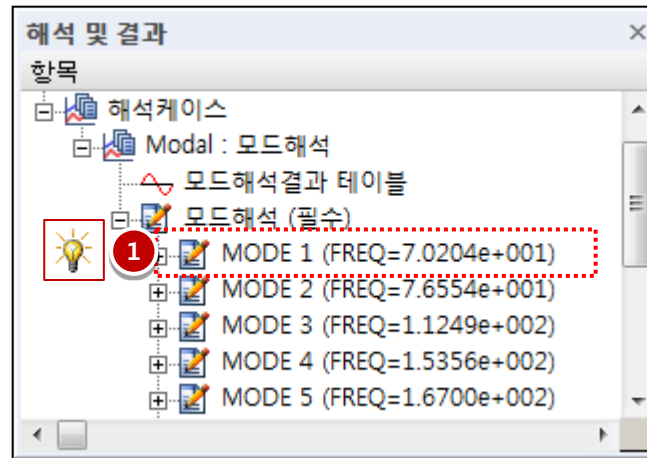 해석 및 결과
항목
해석케이스
Modal : 모드해석
모드해석결과 테이블
모드해석 (필수)
1 MODE 1 (FREQ=7.0204e+001)
MODE 2 (FREQ=7.6554e+001)
MODE 3 (FREQ=1.1249e+002)
MODE 4 (FREQ=1.5356e+002)
MODE 5 (FREQ=1.6700e+002)